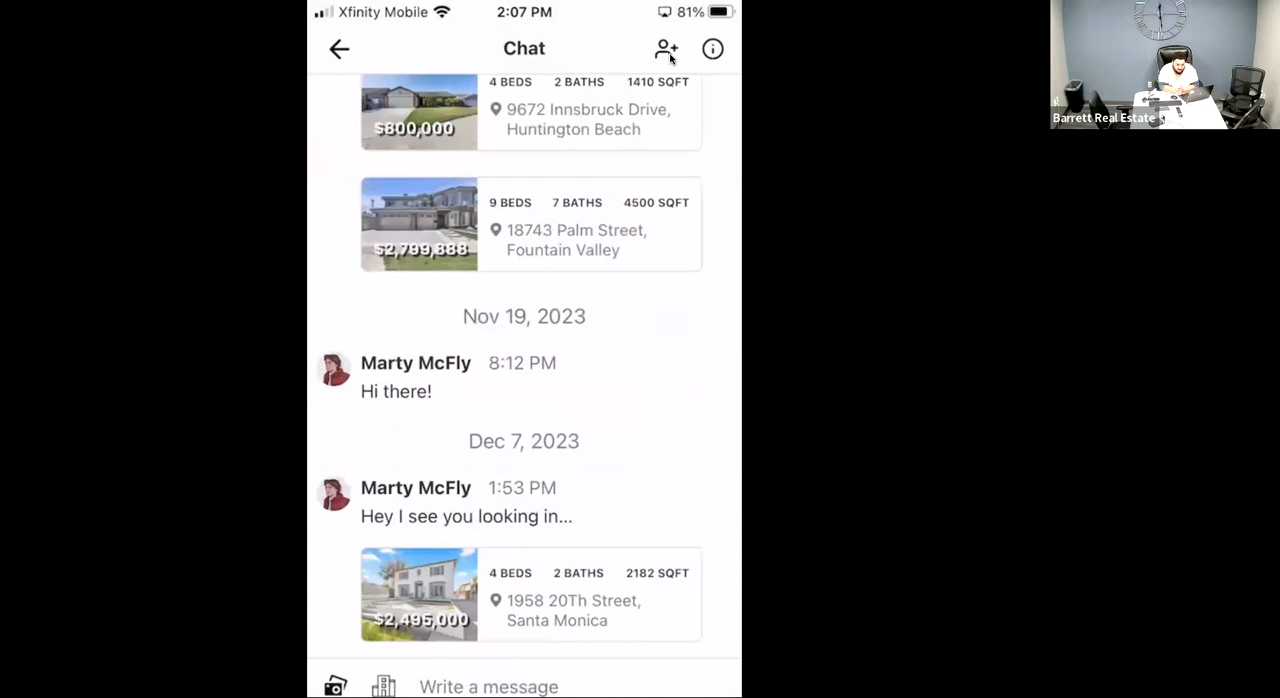 Xfinity Mobile
2:07 PM
81%
Chat
4 BEDS 2 BATHS 1410 SQFT
$800,000
9672 Innsbruck Drive,
Huntington Beach
9 BEDS 7 BATHS 4500 SQFT
$2,799,888
18743 Palm Street,
Fountain Valley
Nov 19, 2023
Marty McFly 8:12 PM
Hi there!
Dec 7, 2023
Marty McFly 1:53 PM
Hey I see you looking in...
4 BEDS 2 BATHS 2182 SQFT
$2,495,000
1958 20Th Street,
Santa Monica
Write a message
Barrett Real Estate